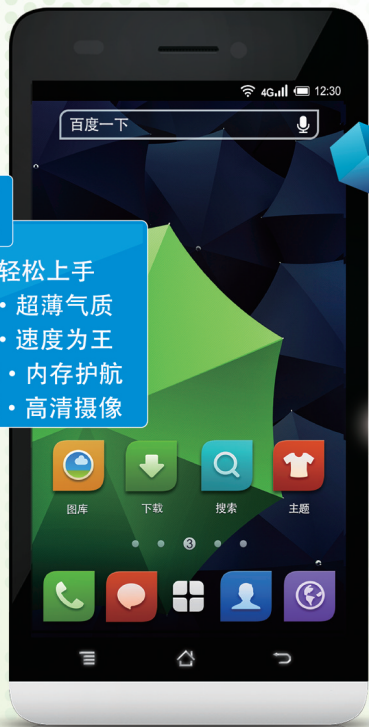 4G 12:30
百度一下
轻松上手
• 超薄气质
• 速度为王
• 内存护航
• 高清摄像
图库 下载 搜索 主题
3